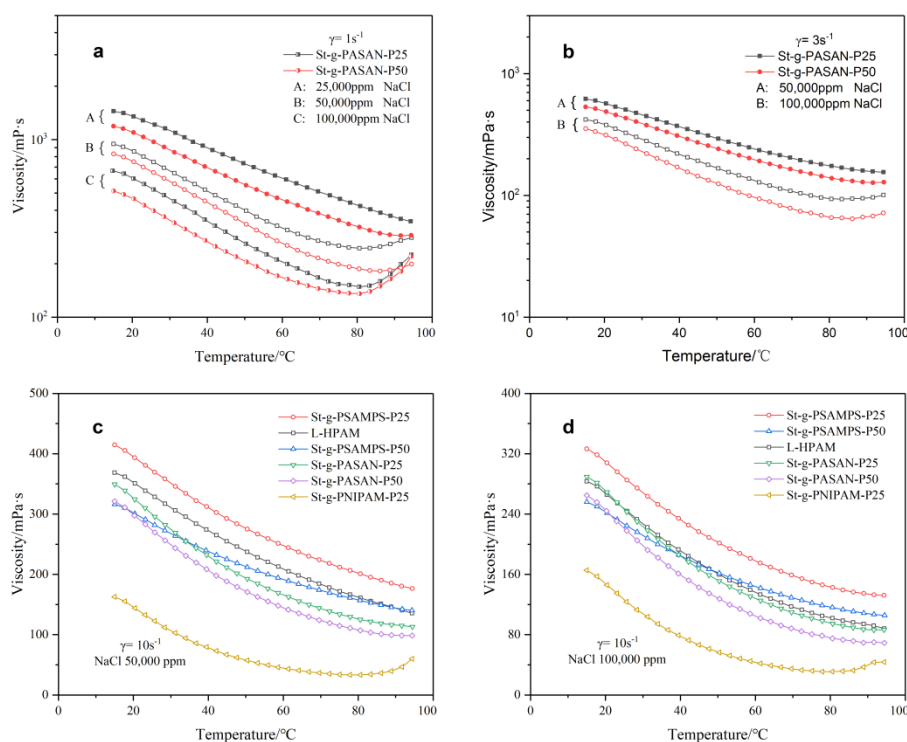 a
γ= 1s⁻¹
St-g-PASAN-P25
St-g-PASAN-P50
A: 25,000ppm NaCl
B: 50,000ppm NaCl
C: 100,000ppm NaCl
A {
B {
C {
10³
10²
0 20 40 60 80 100
Viscosity/mP·s
Temperature/°C
b
γ= 3s⁻¹
St-g-PASAN-P25
St-g-PASAN-P50
A: 50,000ppm NaCl
B: 100,000ppm NaCl
A {
B {
10³
10²
10¹
0 20 40 60 80 100
Viscosity/mPa·s
Temperature/℃
c
St-g-PSAMPS-P25
L-HPAM
St-g-PSAMPS-P50
St-g-PASAN-P25
St-g-PASAN-P50
St-g-PNIPAM-P25
γ= 10s⁻¹
NaCl 50,000 ppm
500
400
300
200
100
0
0 20 40 60 80 100
Viscosity/mPa·s
Temperature/°C
d
St-g-PSAMPS-P25
St-g-PSAMPS-P50
L-HPAM
St-g-PASAN-P25
St-g-PASAN-P50
St-g-PNIPAM-P25
γ= 10s⁻¹
NaCl 100,000 ppm
400
320
240
160
80
0
0 20 40 60 80 100
Viscosity/mPa·s
Temperature/°C